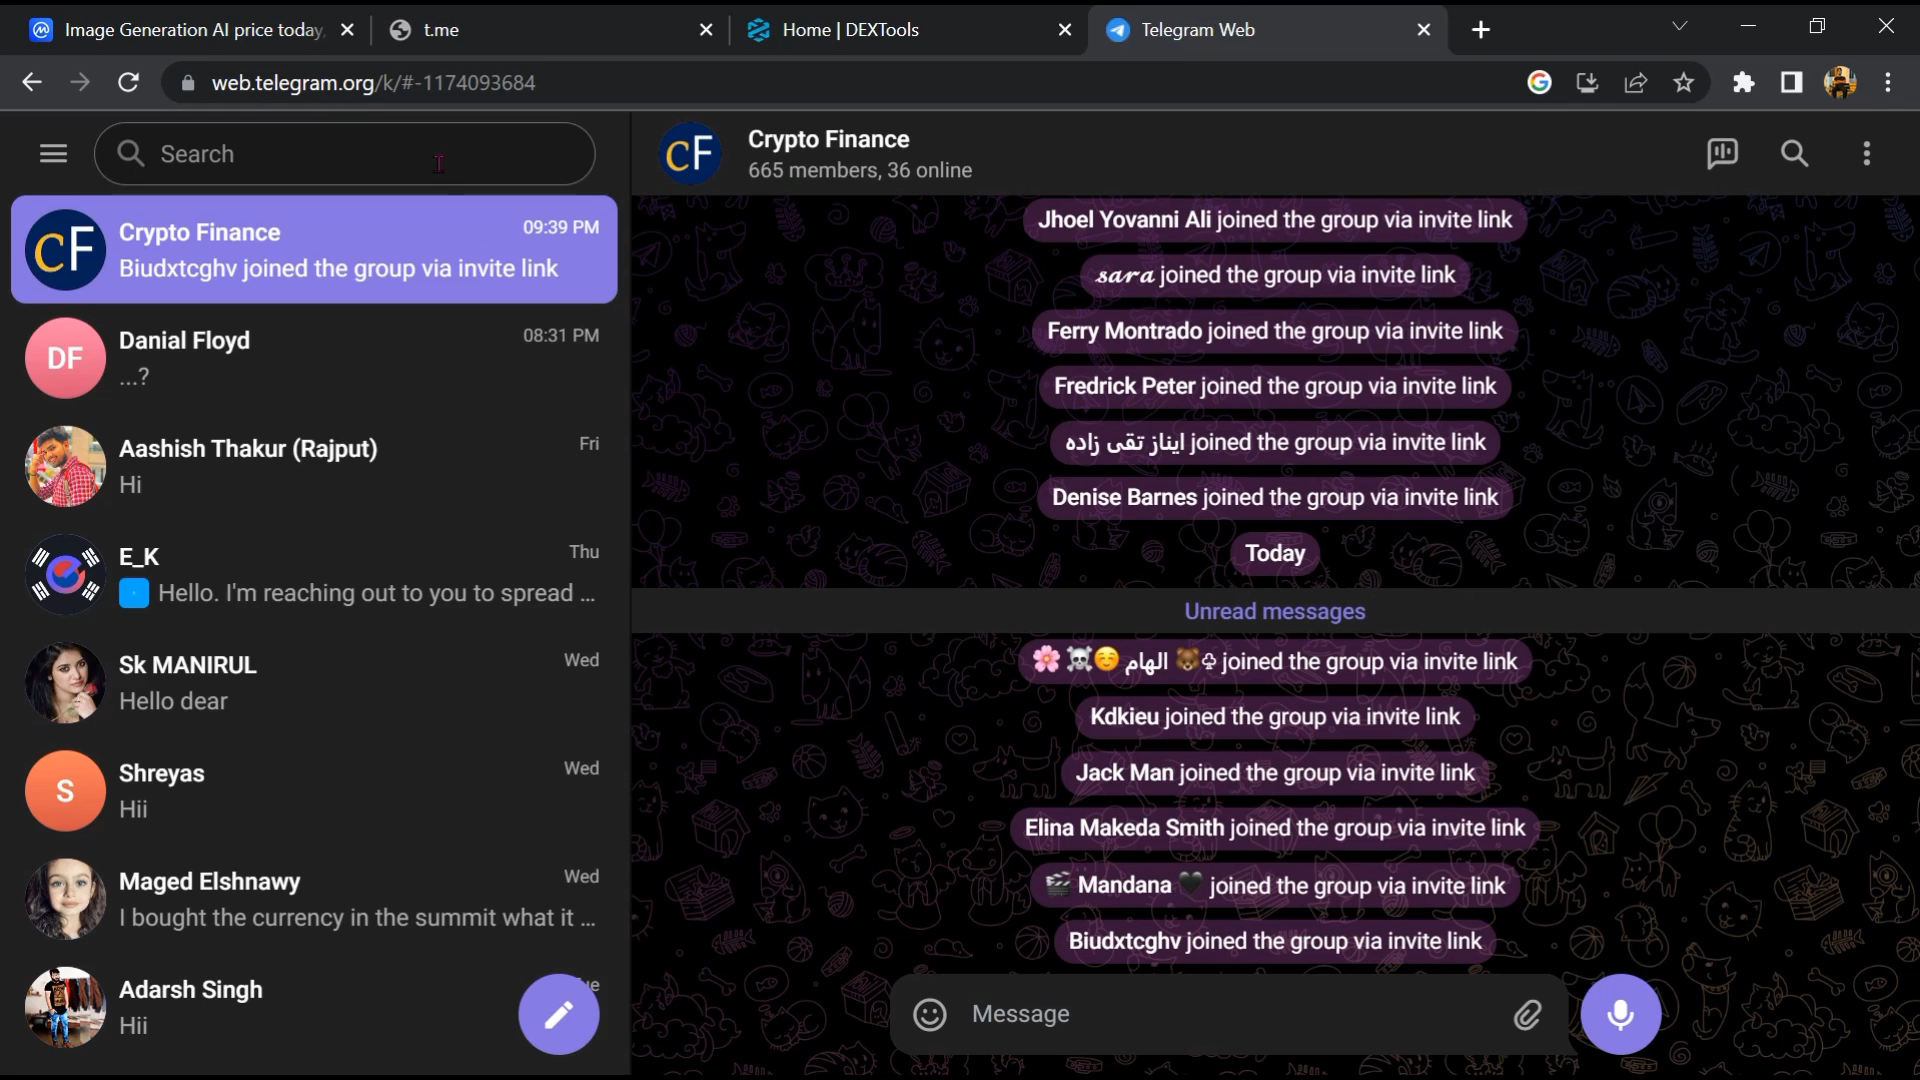 Image Generation AI price today,
t.me
Home | DEXTools
Telegram Web
web.telegram.org/k/#-1174093684
Search
CF
Crypto Finance
09:39 PM
Biudxtcghv joined the group via invite link
DF
Danial Floyd
08:31 PM
...?
Aashish Thakur (Rajput)
Fri
Hi
E_K
Thu
Hello. I'm reaching out to you to spread ...
Sk MANIRUL
Wed
Hello dear
S
Shreyas
Wed
Hii
Maged Elshnawy
Wed
I bought the currency in the summit what it ...
Adarsh Singh
Hii
CF
Crypto Finance
665 members, 36 online
Jhoel Yovanni Ali joined the group via invite link
𝓼𝓪𝓻𝓪 joined the group via invite link
Ferry Montrado joined the group via invite link
Fredrick Peter joined the group via invite link
ایناز تقی زاده joined the group via invite link
Denise Barnes joined the group via invite link
Today
Unread messages
🌸☠️☺️ الهام 🐻♤ joined the group via invite link
Kdkieu joined the group via invite link
Jack Man joined the group via invite link
Elina Makeda Smith joined the group via invite link
🎬 Mandana 🖤 joined the group via invite link
Biudxtcghv joined the group via invite link
Message